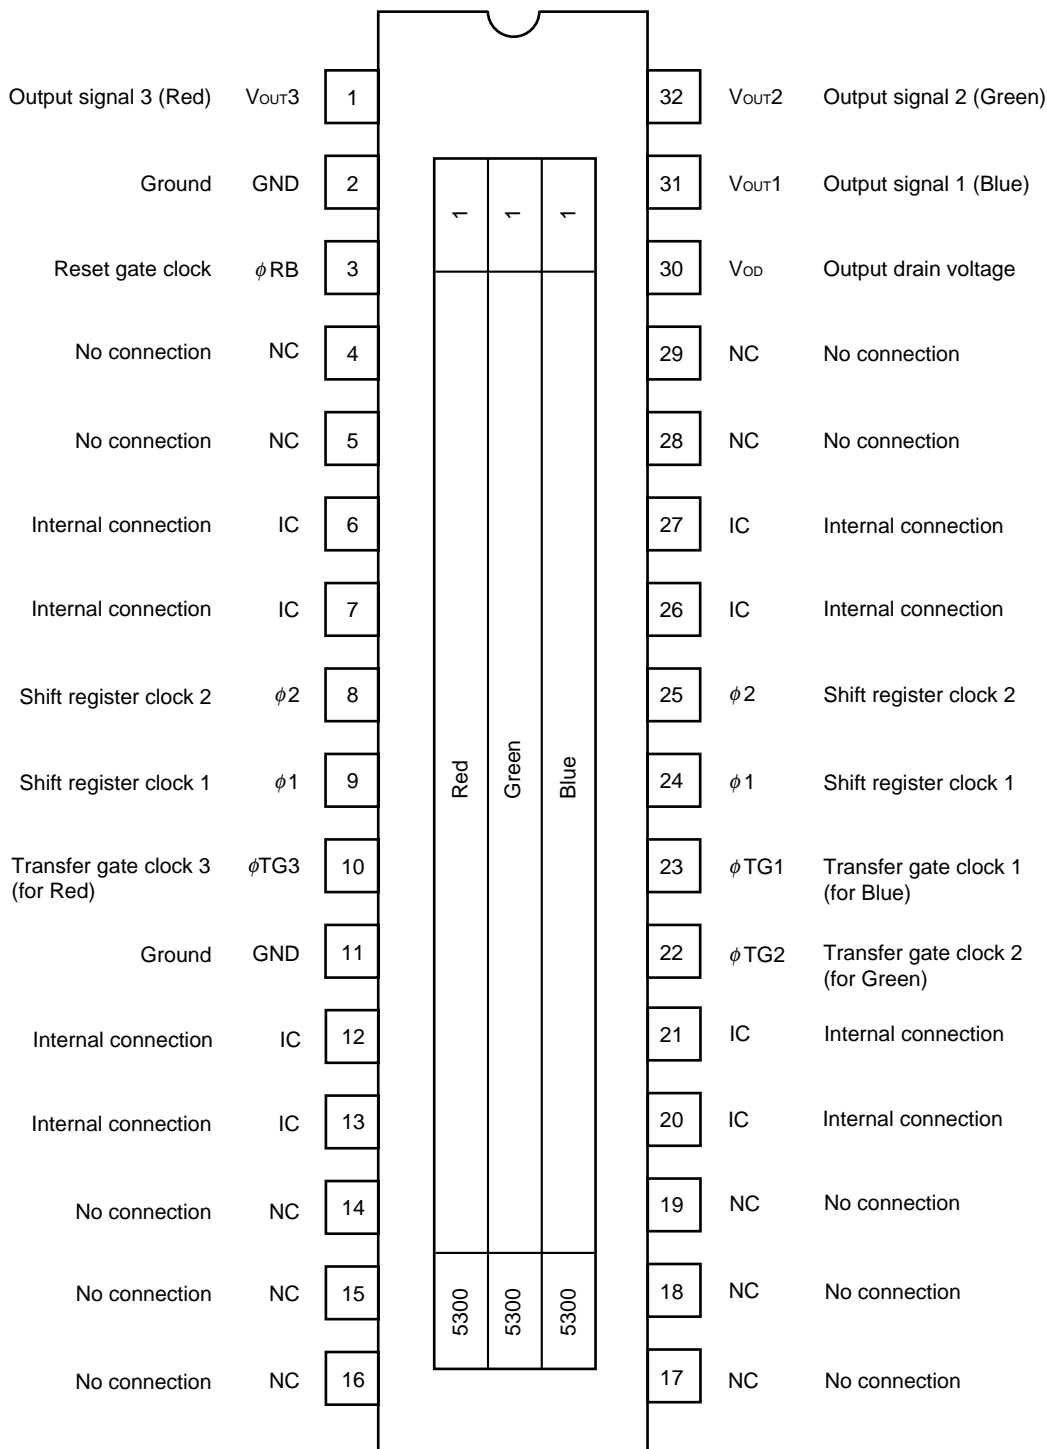 Output signal 3 (Red) VOUT3 1 32 VOUT2 Output signal 2 (Green)
Ground GND 2 31 VOUT1 Output signal 1 (Blue)
1 1 1
Reset gate clock ϕRB 3 30 VOD Output drain voltage
No connection NC 4 29 NC No connection
No connection NC 5 28 NC No connection
Internal connection IC 6 27 IC Internal connection
Internal connection IC 7 26 IC Internal connection
Shift register clock 2 ϕ2 8 25 ϕ2 Shift register clock 2
Red Green Blue
Shift register clock 1 ϕ1 9 24 ϕ1 Shift register clock 1
Transfer gate clock 3 ϕTG3 10 23 ϕTG1 Transfer gate clock 1
(for Red) (for Blue)
Ground GND 11 22 ϕTG2 Transfer gate clock 2
(for Green)
Internal connection IC 12 21 IC Internal connection
Internal connection IC 13 20 IC Internal connection
No connection NC 14 19 NC No connection
No connection NC 15 18 NC No connection
5300 5300 5300
No connection NC 16 17 NC No connection